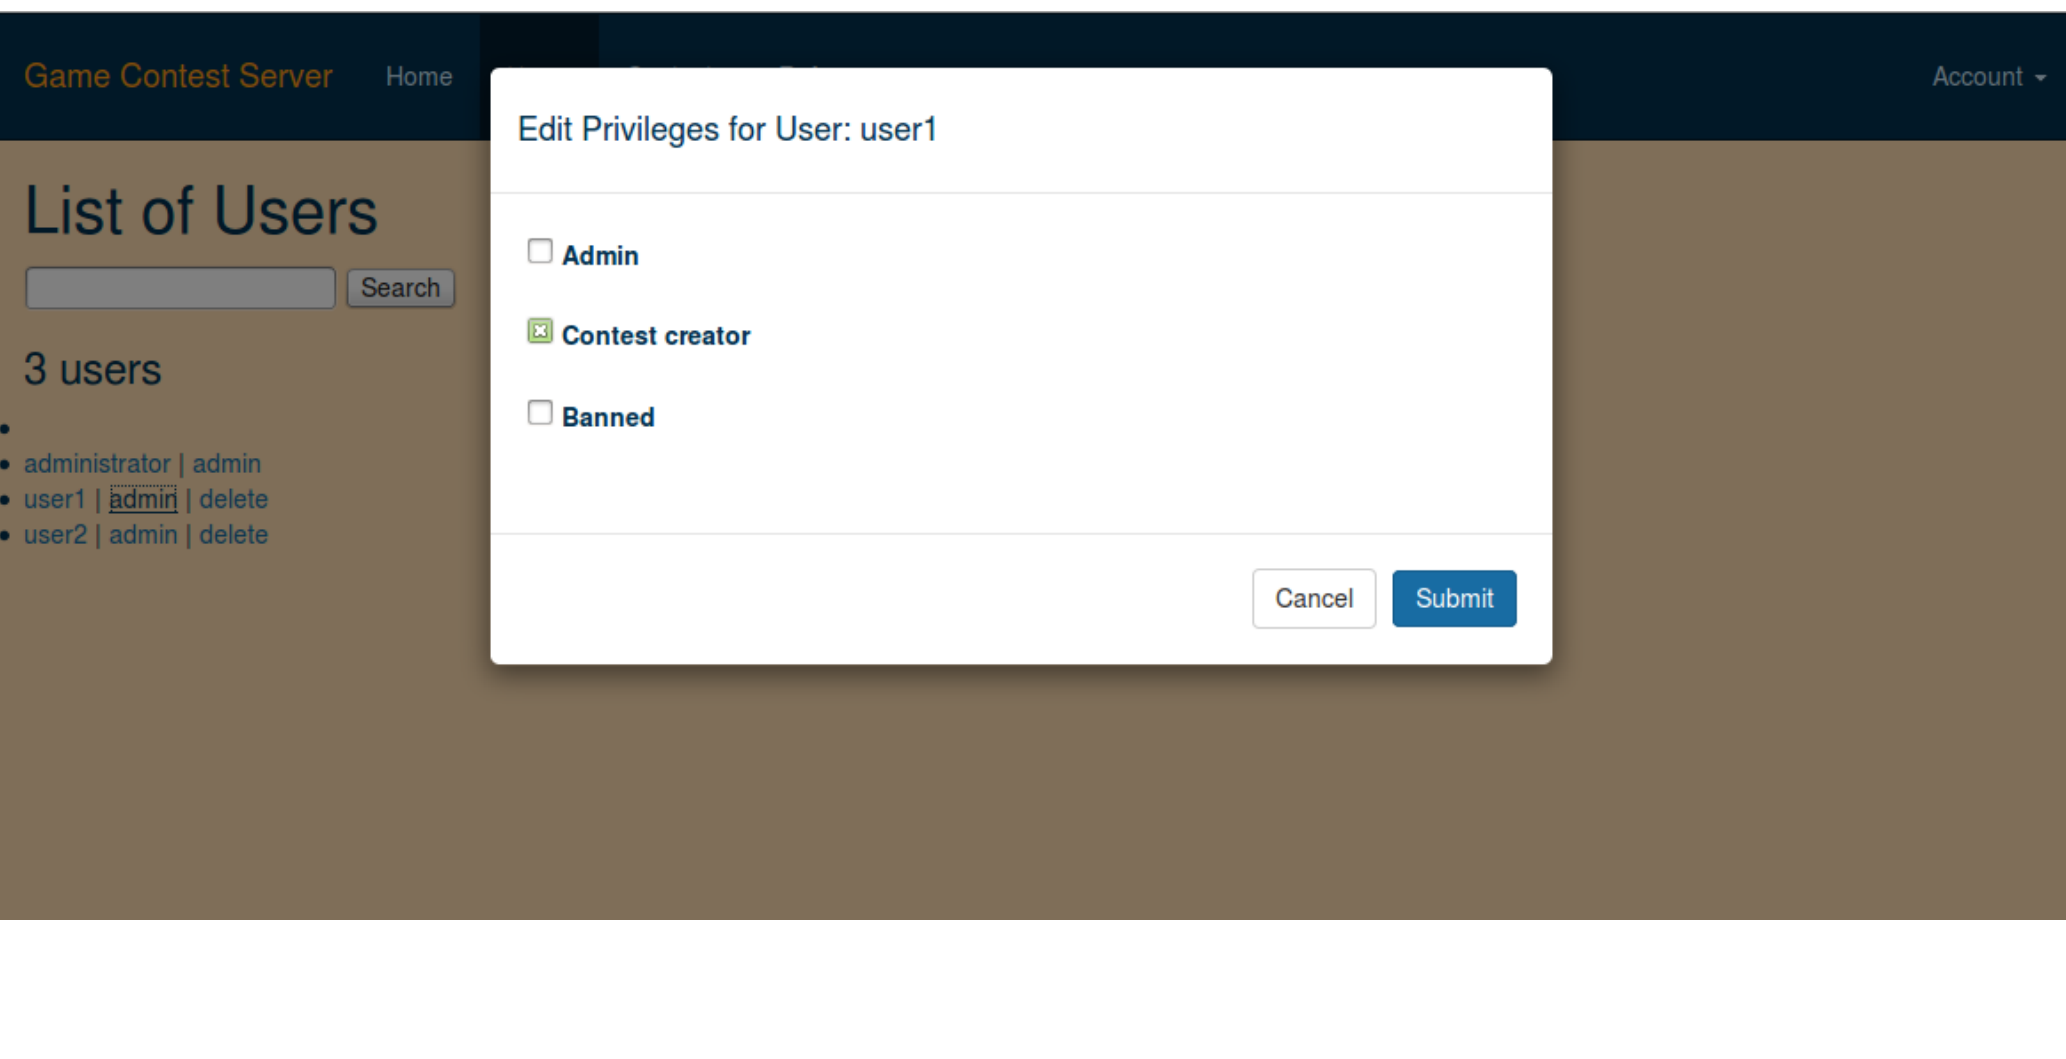 Game Contest Server Home Account
Edit Privileges for User: user1
List of Users
Search
3 users
administrator | admin
user1 | admin | delete
user2 | admin | delete
Admin
Contest creator
Banned
Cancel Submit